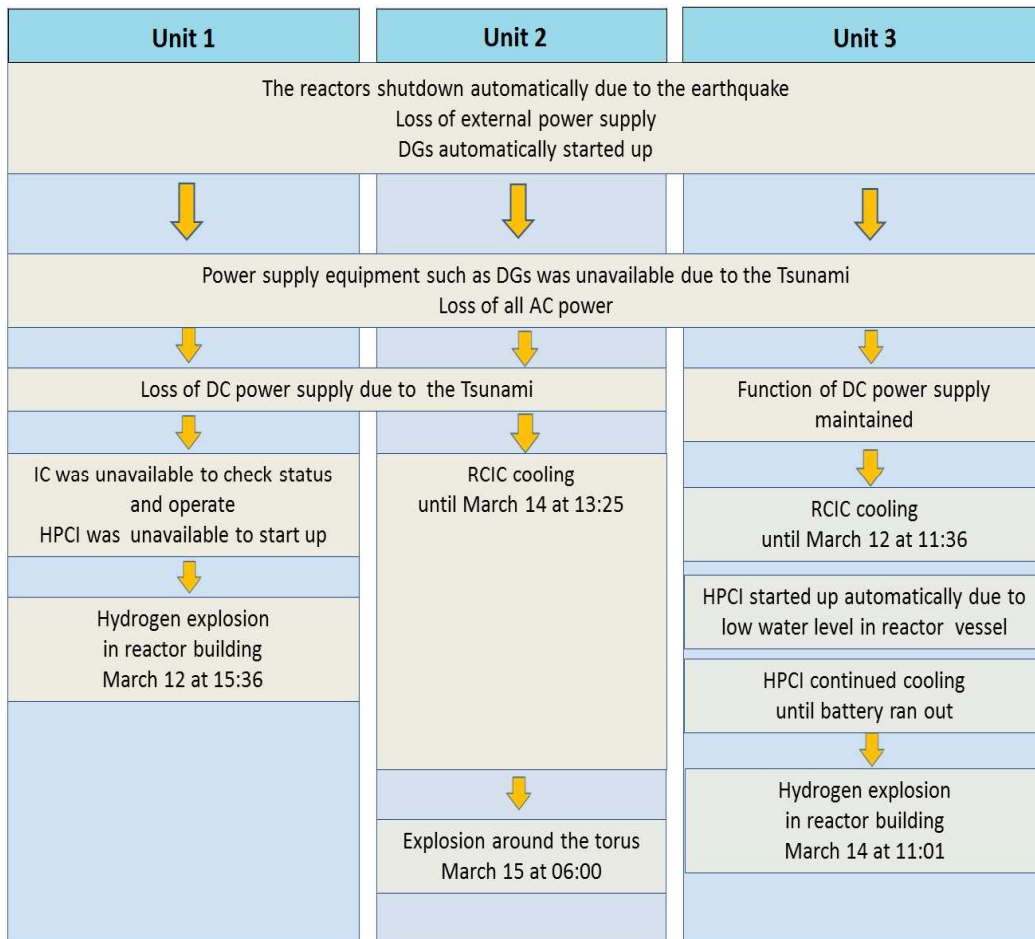 Unit 1
Unit 2
Unit 3
The reactors shutdown automatically due to the earthquake
Loss of external power supply
DGs automatically started up
Power supply equipment such as DGs was unavailable due to the Tsunami
Loss of all AC power
Loss of DC power supply due to the Tsunami
Function of DC power supply
maintained
IC was unavailable to check status
and operate
HPCI was unavailable to start up
RCIC cooling
until March 14 at 13:25
RCIC cooling
until March 12 at 11:36
HPCI started up automatically due to
low water level in reactor vessel
Hydrogen explosion
in reactor building
March 12 at 15:36
HPCI continued cooling
until battery ran out
Hydrogen explosion
in reactor building
March 14 at 11:01
Explosion around the torus
March 15 at 06:00